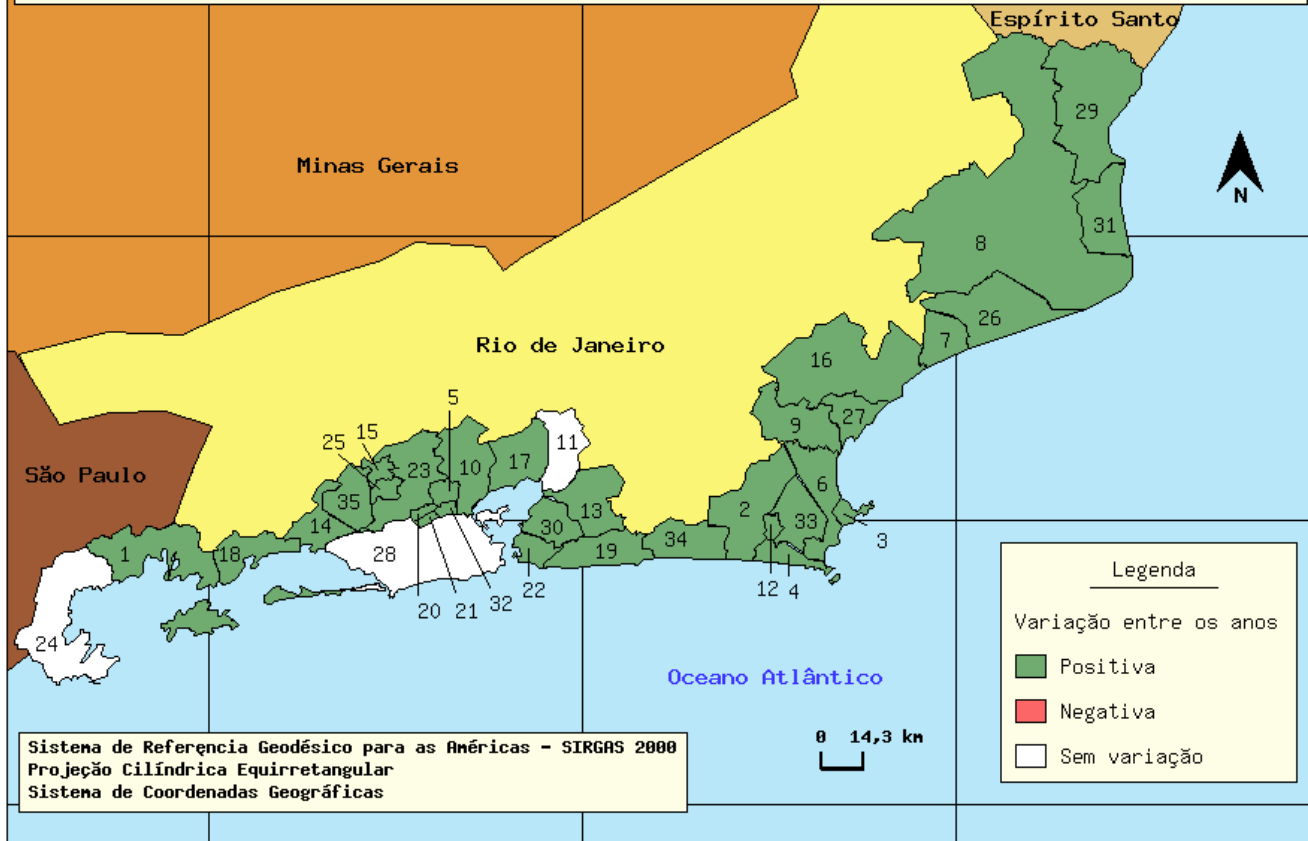 Espírito Santo
29
Minas Gerais
N
31
8
26
7
Rio de Janeiro
16
5
27
15
9
25
11
23
17
10
São Paulo
6
35
2
13
14
30
33
34
28
1
18
19
3
22
12
4
20
21
32
24
Oceano Atlântico
Legenda
Variação entre os anos
Positiva
Negativa
Sem variação
0 14,3 km
Sistema de Referençia Geodésico para as Américas - SIRGAS 2000
Projeção Cilíndrica Equirretangular
Sistema de Coordenadas Geográficas